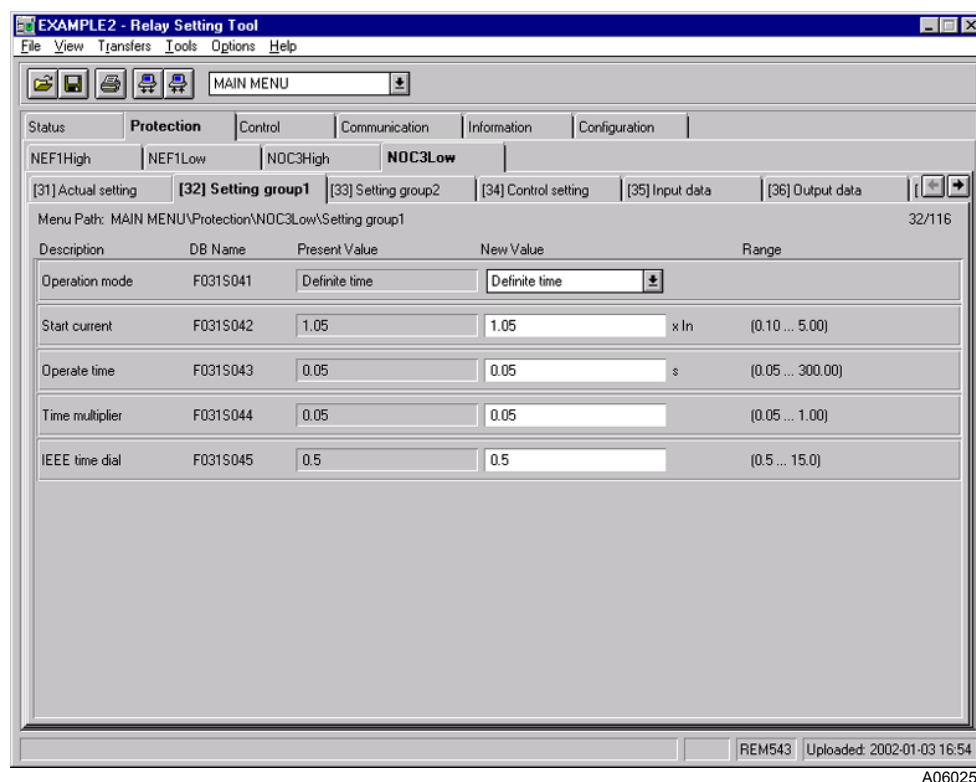 EXAMPLE2 - Relay Setting Tool
File View Transfers Tools Options Help
MAIN MENU
Status Protection Control Communication Information Configuration
NEF1High NEF1Low NOC3High NOC3Low
[31] Actual setting [32] Setting group1 [33] Setting group2 [34] Control setting [35] Input data [36] Output data [
Menu Path: MAIN MENU\Protection\NOC3Low\Setting group1 32/116
Description DB Name Present Value New Value Range
Operation mode F031S041 Definite time Definite time
Start current F031S042 1.05 1.05 x In (0.10 ... 5.00)
Operate time F031S043 0.05 0.05 s (0.05 ... 300.00)
Time multiplier F031S044 0.05 0.05 (0.05 ... 1.00)
IEEE time dial F031S045 0.5 0.5 (0.5 ... 15.0)
REM543 Uploaded: 2002-01-03 16:54
A06025